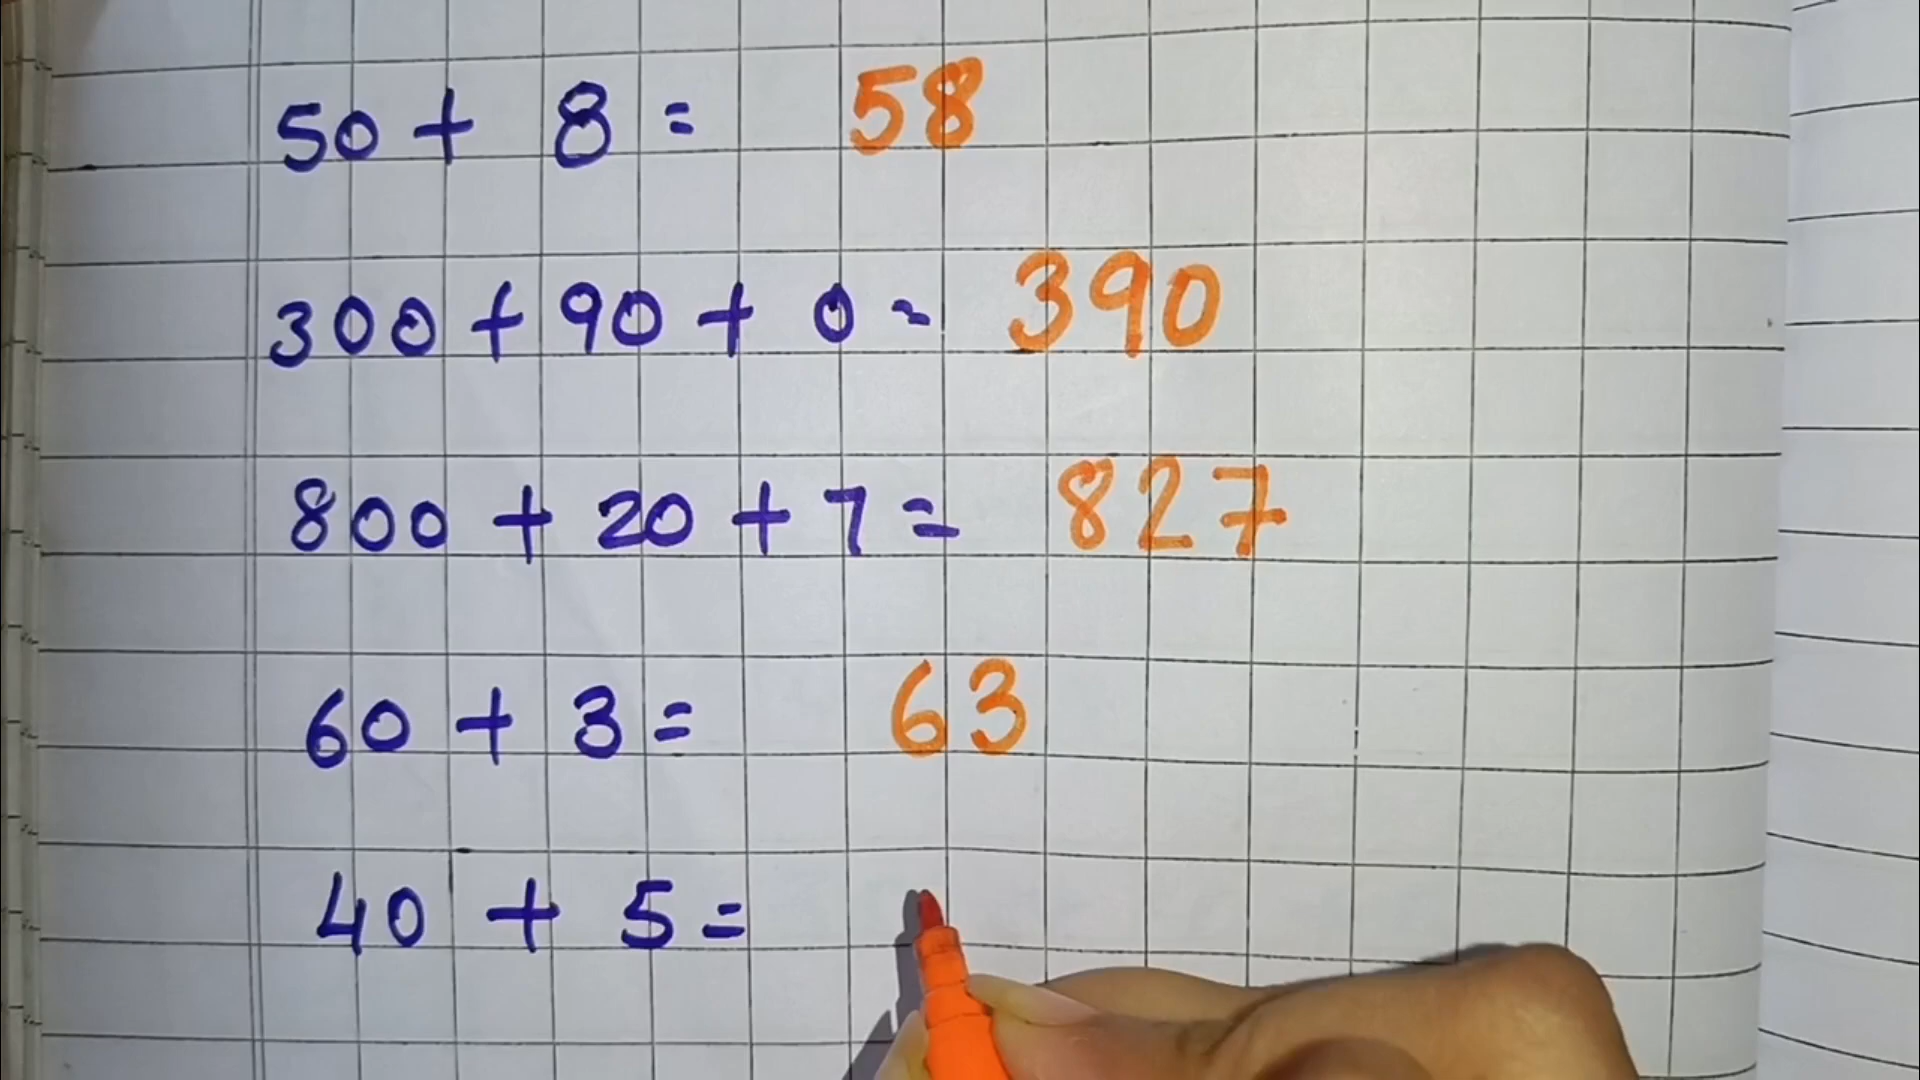 50 + 8 = 58
300 + 90 + 0 = 390
800 + 20 + 7 = 827
60 + 3 = 63
40 + 5 =